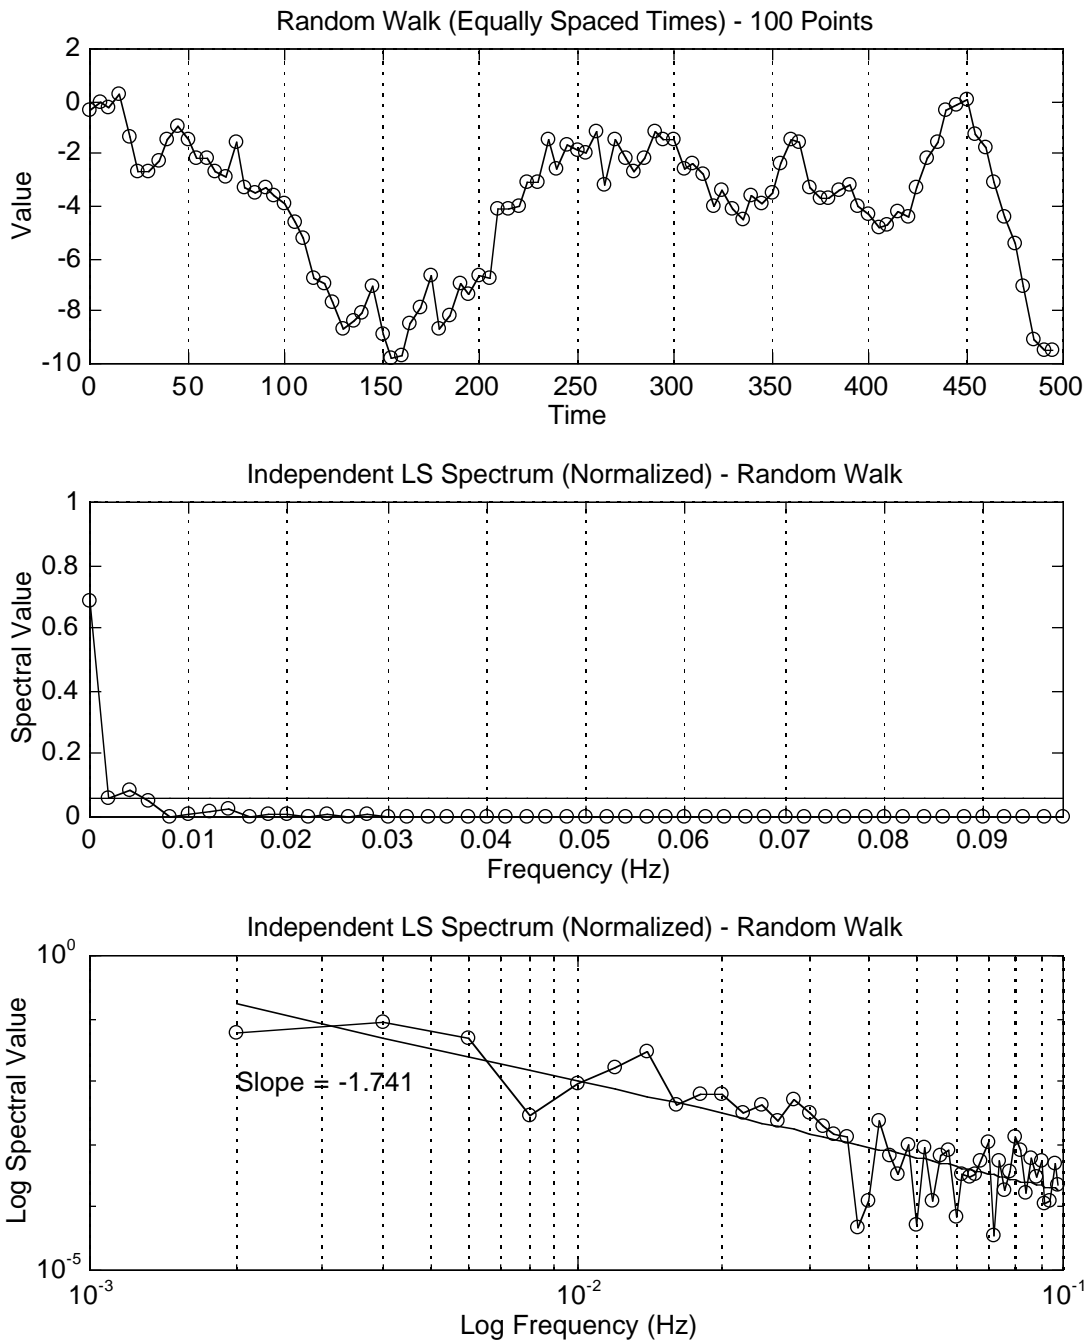 Random Walk (Equally Spaced Times) - 100 Points
2
0
-2
-4
-6
-8
-10
Value
0 50 100 150 200 250 300 350 400 450 500
Time
Independent LS Spectrum (Normalized) - Random Walk
1
0.8
0.6
0.4
0.2
0
Spectral Value
0 0.01 0.02 0.03 0.04 0.05 0.06 0.07 0.08 0.09
Frequency (Hz)
Independent LS Spectrum (Normalized) - Random Walk
10^0
Slope = -1.741
10^-5
Log Spectral Value
10^-3 10^-2 10^-1
Log Frequency (Hz)